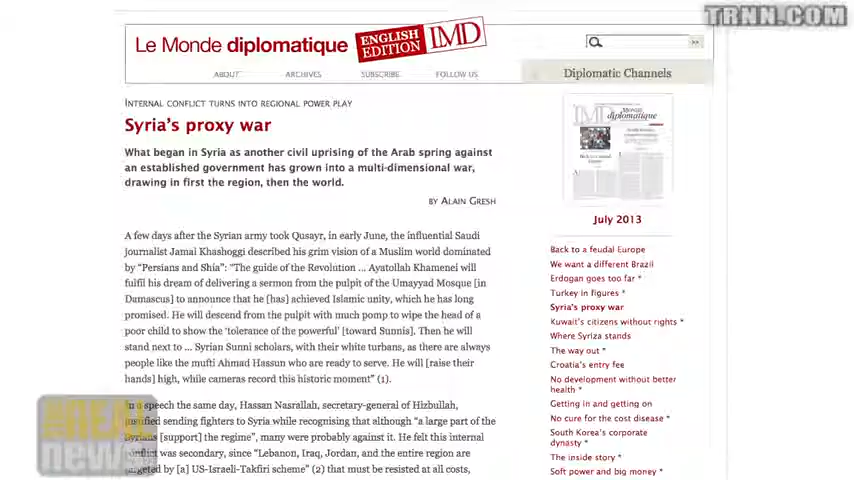 TRNN.COM
Le Monde diplomatique ENGLISH EDITION LMD
>>
ABOUT ARCHIVES SUBSCRIBE FOLLOW US
Diplomatic Channels
INTERNAL CONFLICT TURNS INTO REGIONAL POWER PLAY
Syria's proxy war
What began in Syria as another civil uprising of the Arab spring against
an established government has grown into a multi-dimensional war,
drawing in first the region, then the world.
BY ALAIN GRESH
A few days after the Syrian army took Qusayr, in early June, the influential Saudi
journalist Jamal Khashoggi described his grim vision of a Muslim world dominated
by “Persians and Shia”: “The guide of the Revolution ... Ayatollah Khamenei will
fulfil his dream of delivering a sermon from the pulpit of the Umayyad Mosque [in
Damascus] to announce that he [has] achieved Islamic unity, which he has long
promised. He will descend from the pulpit with much pomp to wipe the head of a
poor child to show the ‘tolerance of the powerful’ [toward Sunnis]. Then he will
stand next to ... Syrian Sunni scholars, with their white turbans, as there are always
people like the mufti Ahmad Hassun who are ready to serve. He will [raise their
hands] high, while cameras record this historic moment” (1).
In a speech the same day, Hassan Nasrallah, secretary-general of Hizbullah,
justified sending fighters to Syria while recognising that although “a large part of the
Syrians [support] the regime”, many were probably against it. He felt this internal
conflict was secondary, since “Lebanon, Iraq, Jordan, and the entire region are
targeted by [a] US-Israeli-Takfiri scheme” (2) that must be resisted at all costs,
LMD
diplomatique
July 2013
Back to a feudal Europe
We want a different Brazil
Erdogan goes too far *
Turkey in figures *
Syria's proxy war
Kuwait's citizens without rights *
Where Syriza stands
The way out *
Croatia's entry fee
No development without better
health *
Getting in and getting on
No cure for the cost disease *
South Korea's corporate
dynasty *
The inside story *
Soft power and big money *
THE REAL
news